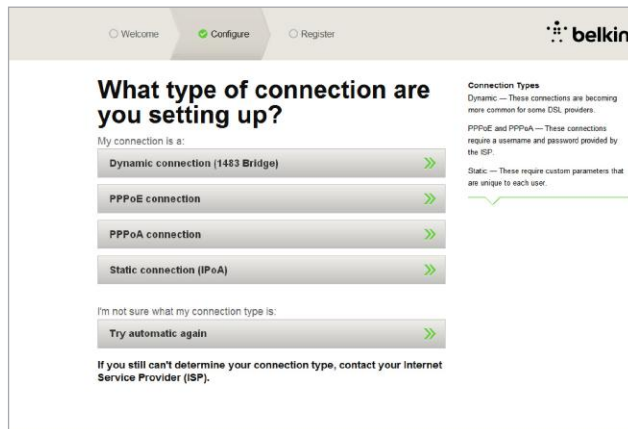 Welcome
Configure
Register
belkin
What type of connection are
you setting up?
My connection is a:
Dynamic connection (1483 Bridge)
PPPoE connection
PPPoA connection
Static connection (IPoA)
I'm not sure what my connection type is:
Try automatic again
If you still can't determine your connection type, contact your Internet
Service Provider (ISP).
Connection Types
Dynamic — These connections are becoming
more common for some DSL providers.
PPPoE and PPPoA — These connections
require a username and password provided by
the ISP.
Static — These require custom parameters that
are unique to each user.